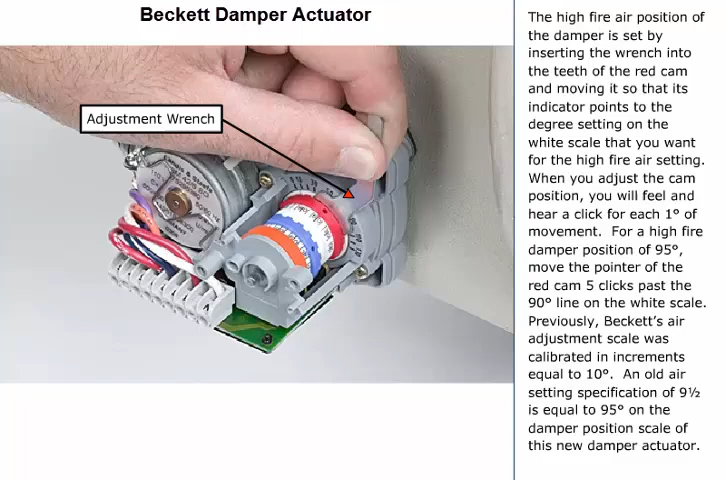 Beckett Damper Actuator
Adjustment Wrench
The high fire air position of
the damper is set by
inserting the wrench into
the teeth of the red cam
and moving it so that its
indicator points to the
degree setting on the
white scale that you want
for the high fire air setting.
When you adjust the cam
position, you will feel and
hear a click for each 1° of
movement.  For a high fire
damper position of 95°,
move the pointer of the
red cam 5 clicks past the
90° line on the white scale.
Previously, Beckett’s air
adjustment scale was
calibrated in increments
equal to 10°.  An old air
setting specification of 9½
is equal to 95° on the
damper position scale of
this new damper actuator.